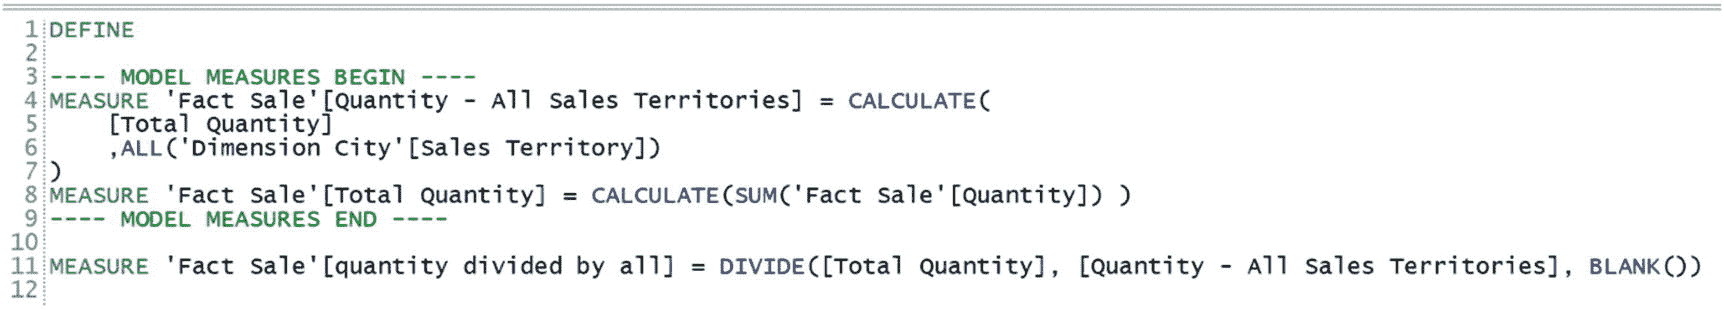 1 DEFINE
2
3 ---- MODEL MEASURES BEGIN ----
4 MEASURE 'Fact Sale'[Quantity - All Sales Territories] = CALCULATE(
5     [Total Quantity]
6     ,ALL('Dimension City'[Sales Territory])
7 )
8 MEASURE 'Fact Sale'[Total Quantity] = CALCULATE(SUM('Fact Sale'[Quantity]) )
9 ---- MODEL MEASURES END ----
10
11 MEASURE 'Fact Sale'[quantity divided by all] = DIVIDE([Total Quantity], [Quantity - All Sales Territories], BLANK())
12